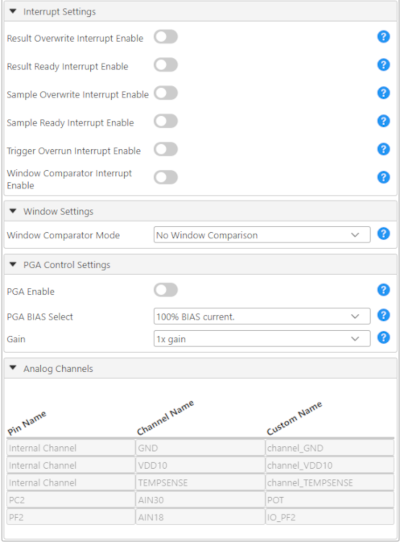 Interrupt Settings
Result Overwrite Interrupt Enable ?
Result Ready Interrupt Enable ?
Sample Overwrite Interrupt Enable ?
Sample Ready Interrupt Enable ?
Trigger Overrun Interrupt Enable ?
Window Comparator Interrupt
Enable ?
Window Settings
Window Comparator Mode No Window Comparison ?
PGA Control Settings
PGA Enable ?
PGA BIAS Select 100% BIAS current. ?
Gain 1x gain ?
Analog Channels
Pin Name Channel Name Custom Name
Internal Channel GND channel_GND
Internal Channel VDD10 channel_VDD10
Internal Channel TEMPSENSE channel_TEMPSENSE
PC2 AIN30 POT
PF2 AIN18 IO_PF2